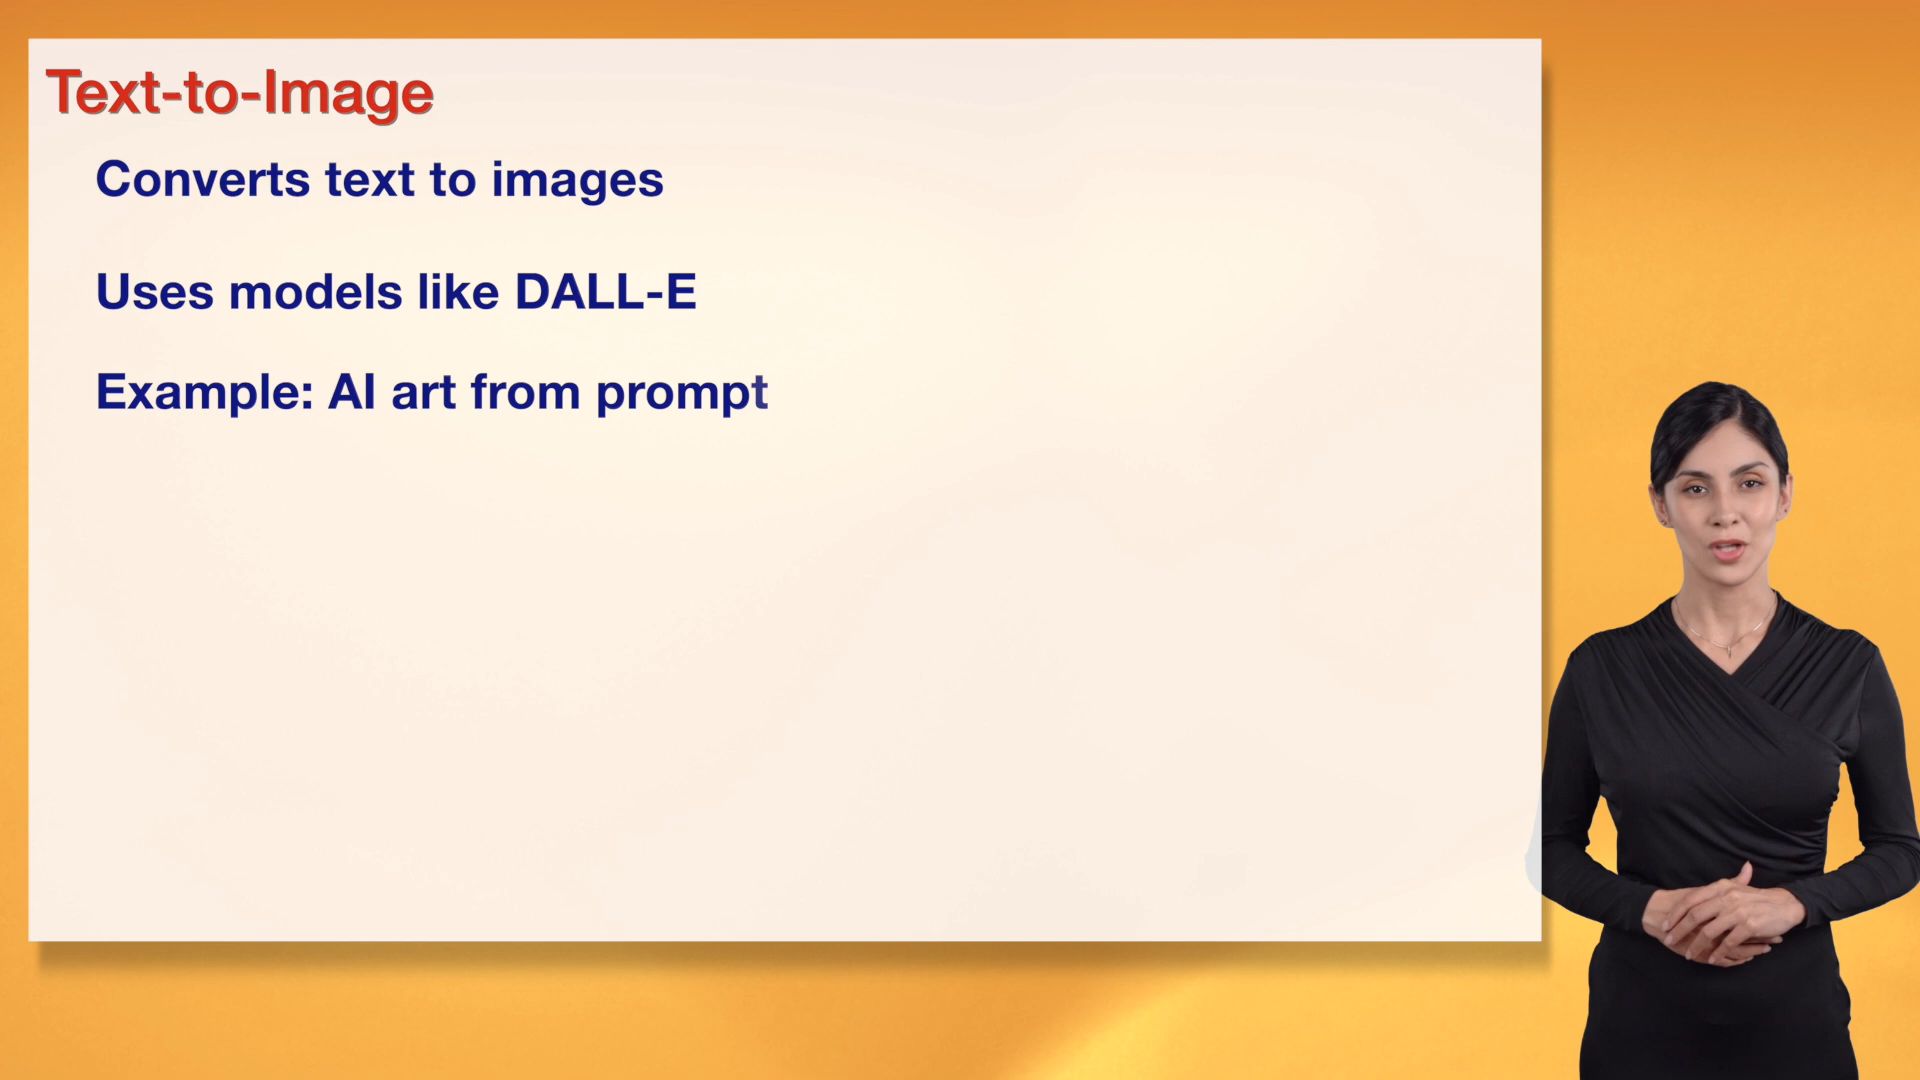 Text-to-Image
Converts text to images
Uses models like DALL-E
Example: AI art from prompt